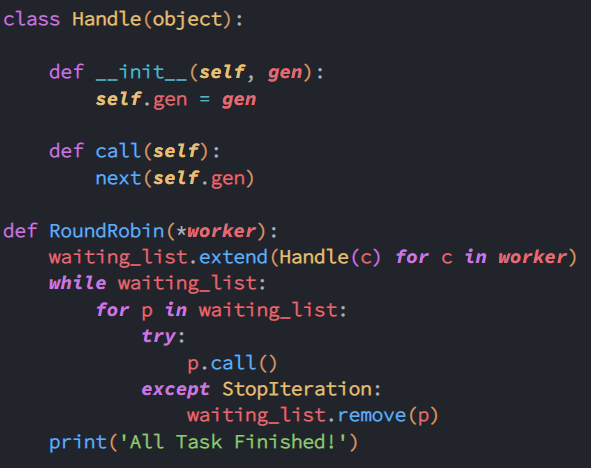 class Handle(object):
    def __init__(self, gen):
        self.gen = gen
    def call(self):
        next(self.gen)
def RoundRobin(*worker):
    waiting_list.extend(Handle(c) for c in worker)
    while waiting_list:
        for p in waiting_list:
            try:
                p.call()
            except StopIteration:
                waiting_list.remove(p)
    print('All Task Finished!')